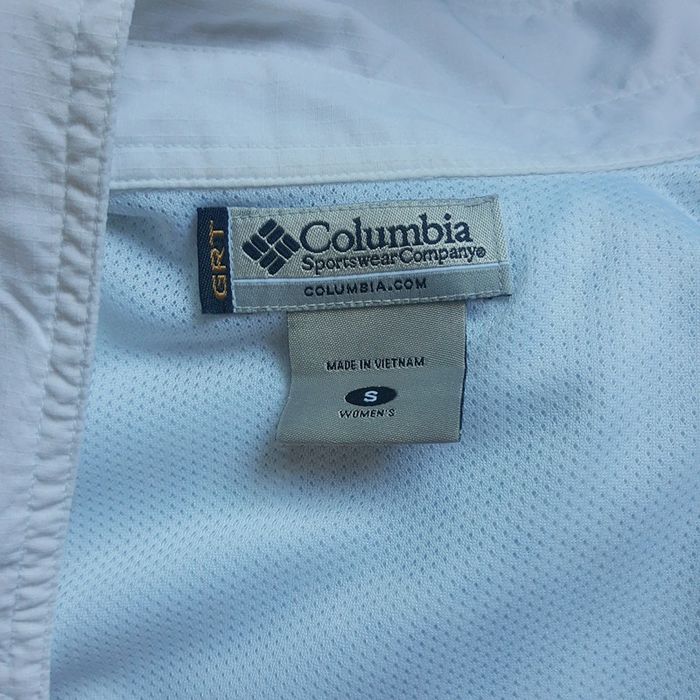 GRT
Columbia
Sportswear Company®
COLUMBIA.COM
MADE IN VIETNAM
S
WOMEN'S